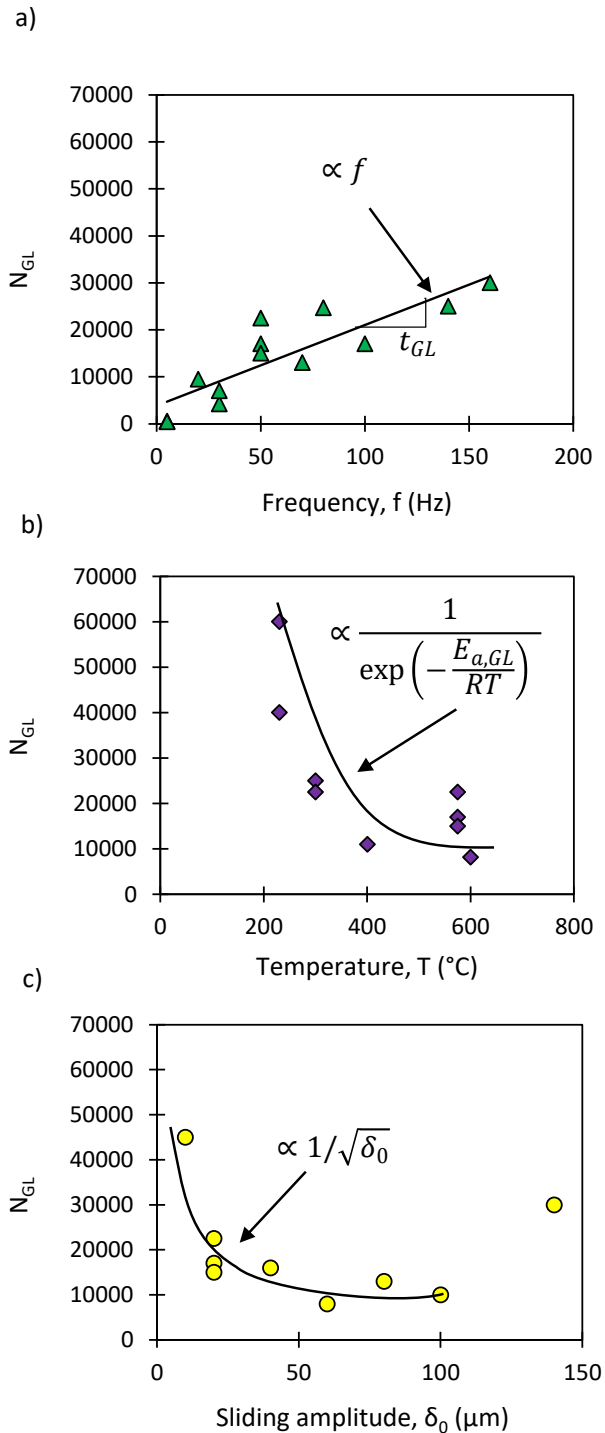 a)
70000
60000
50000
40000
30000
20000
10000
0
N_GL
∝ f
t_GL
0 50 100 150 200
Frequency, f (Hz)
b)
70000
60000
50000
40000
30000
20000
10000
0
N_GL
∝ 1 / exp(−E_a,GL / RT)
0 200 400 600 800
Temperature, T (°C)
c)
70000
60000
50000
40000
30000
20000
10000
0
N_GL
∝ 1/√δ₀
0 50 100 150
Sliding amplitude, δ₀ (µm)